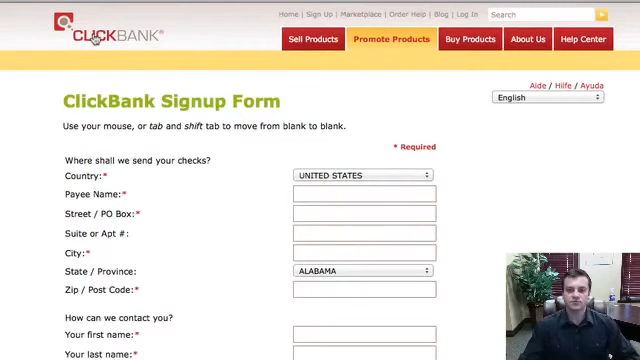 Home | Sign Up | Marketplace | Order Help | Blog | Log In
Search
CLICKBANK®
Sell Products
Promote Products
Buy Products
About Us
Help Center
Aide / Hilfe / Ayuda
English
ClickBank Signup Form
Use your mouse, or tab and shift tab to move from blank to blank.
* Required
Where shall we send your checks?
Country:* UNITED STATES
Payee Name:*
Street / PO Box:*
Suite or Apt #:
City:*
State / Province: ALABAMA
Zip / Post Code:*
How can we contact you?
Your first name:*
Your last name:*